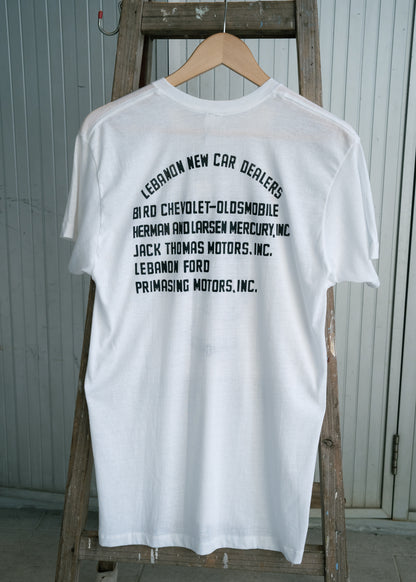 LEBANON NEW CAR DEALERS
BIRD CHEVOLET-OLDSMOBILE
HERMAN AND LARSEN MERCURY, INC
JACK THOMAS MOTORS, INC.
LEBANON FORD
PRIMASING MOTORS, INC.